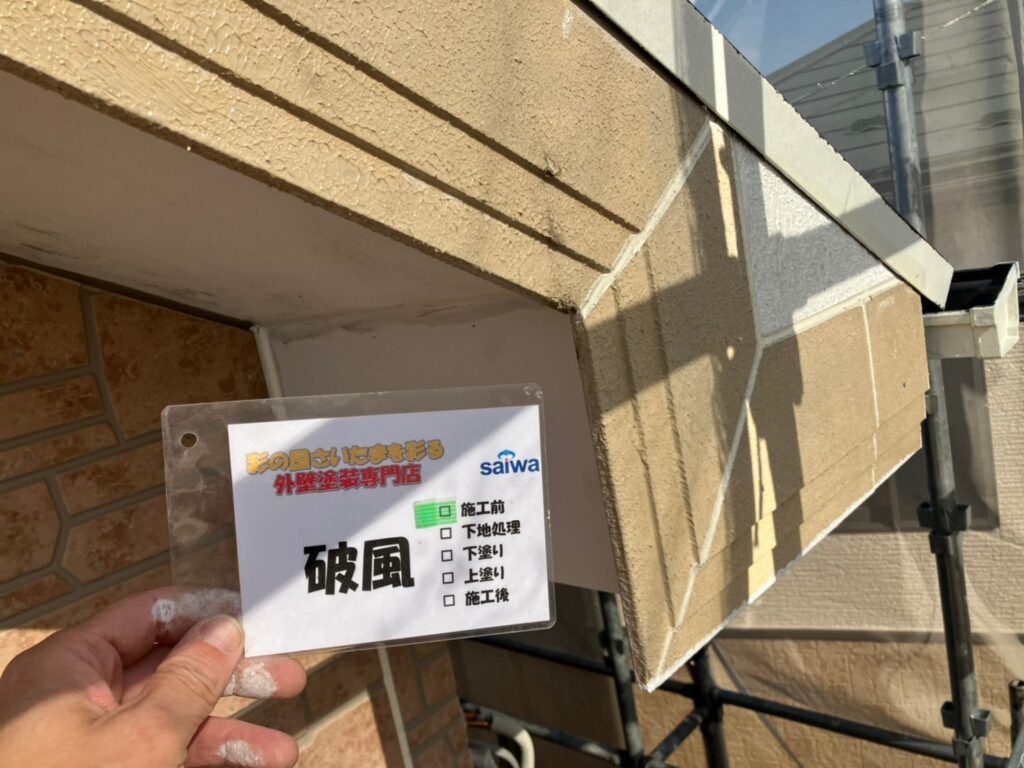 彩の国さいたまを彩る
外壁塗装専門店
saiwa
破風
□ 施工前
□ 下地処理
□ 下塗り
□ 上塗り
□ 施工後